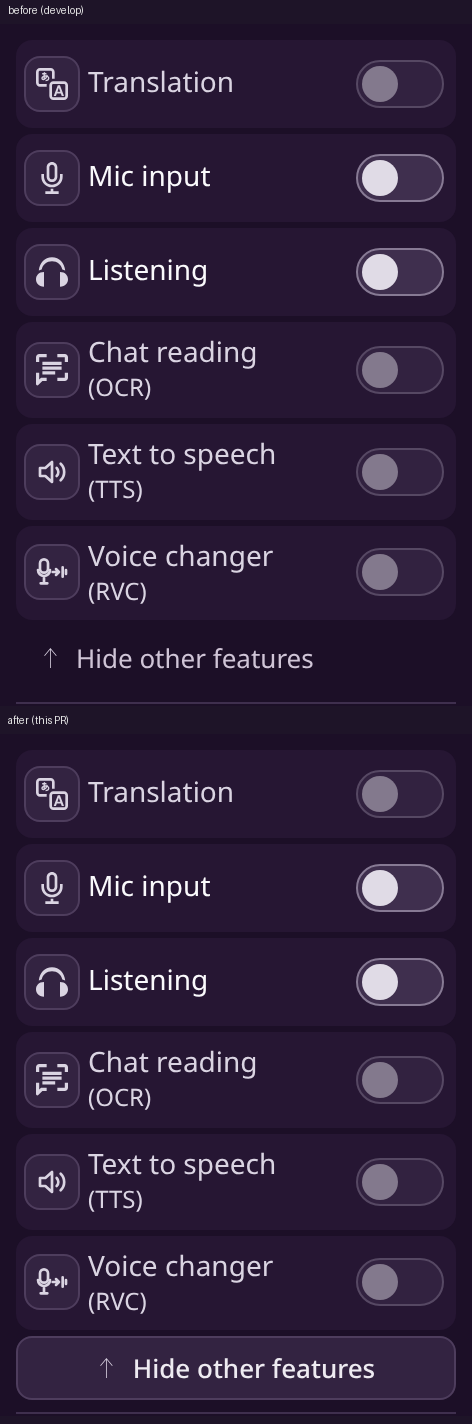 before (develop)
Translation
Mic input
Listening
Chat reading
(OCR)
Text to speech
(TTS)
Voice changer
(RVC)
↑ Hide other features
after (this PR)
Translation
Mic input
Listening
Chat reading
(OCR)
Text to speech
(TTS)
Voice changer
(RVC)
↑ Hide other features